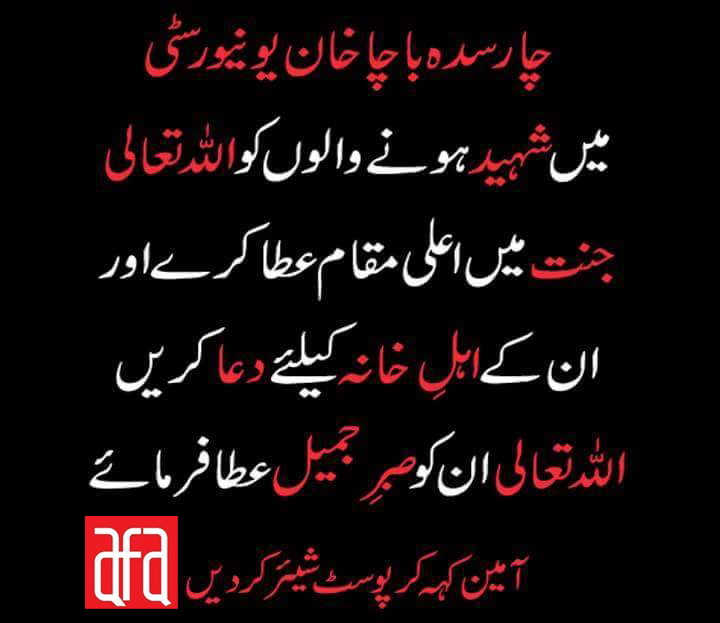 چارسدہ باچا خان یونیورسٹی
میں شہید ہونے والوں کو اللہ تعالی
جنت میں اعلی مقام عطا کرے اور
ان کے اہلِ خانہ کیلئے دعا کریں
اللہ تعالی ان کو صبرِ جمیل عطا فرمائے
آمین کہہ کر پوسٹ شیئر کر دیں
afa